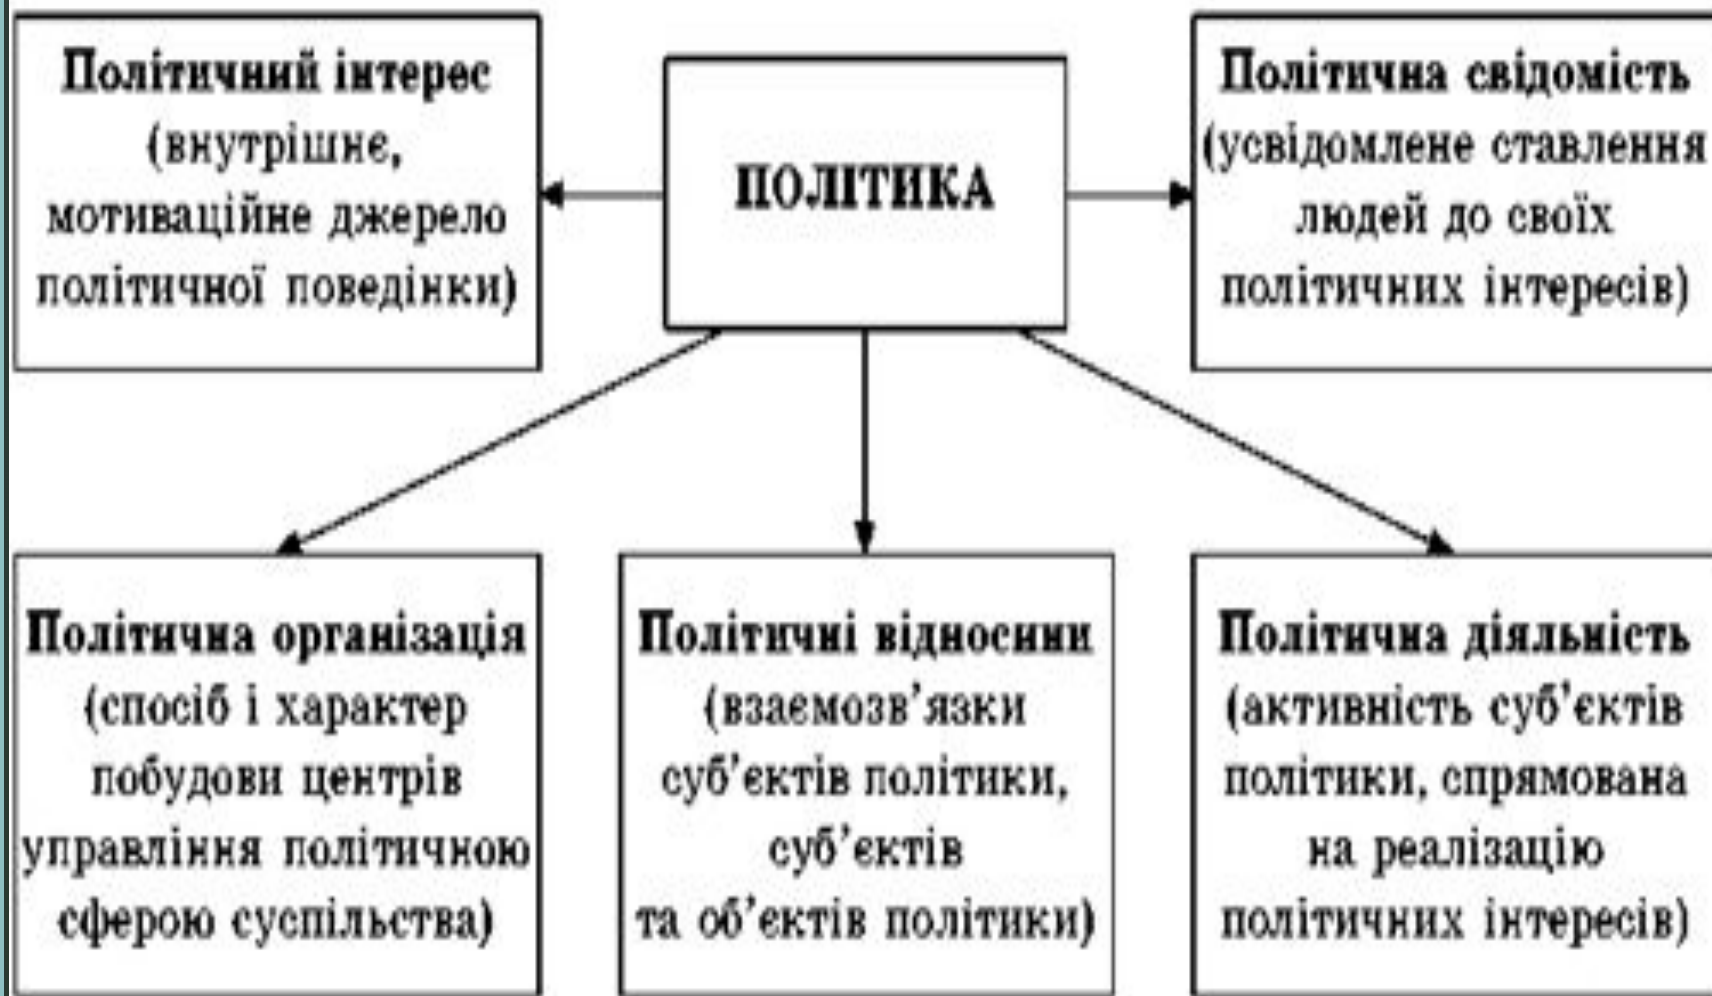 Політичний інтерес
(внутрішнє,
мотиваційне джерело
політичної поведінки)
ПОЛІТИКА
Політична свідомість
(усвідомлене ставлення
людей до своїх
політичних інтересів)
Політична організація
(спосіб і характер
побудови центрів
управління політичною
сферою суспільства)
Політичні відносини
(взаємозв’язки
суб’єктів політики,
суб’єктів
та об’єктів політики)
Політична діяльність
(активність суб’єктів
політики, спрямована
на реалізацію
політичних інтересів)